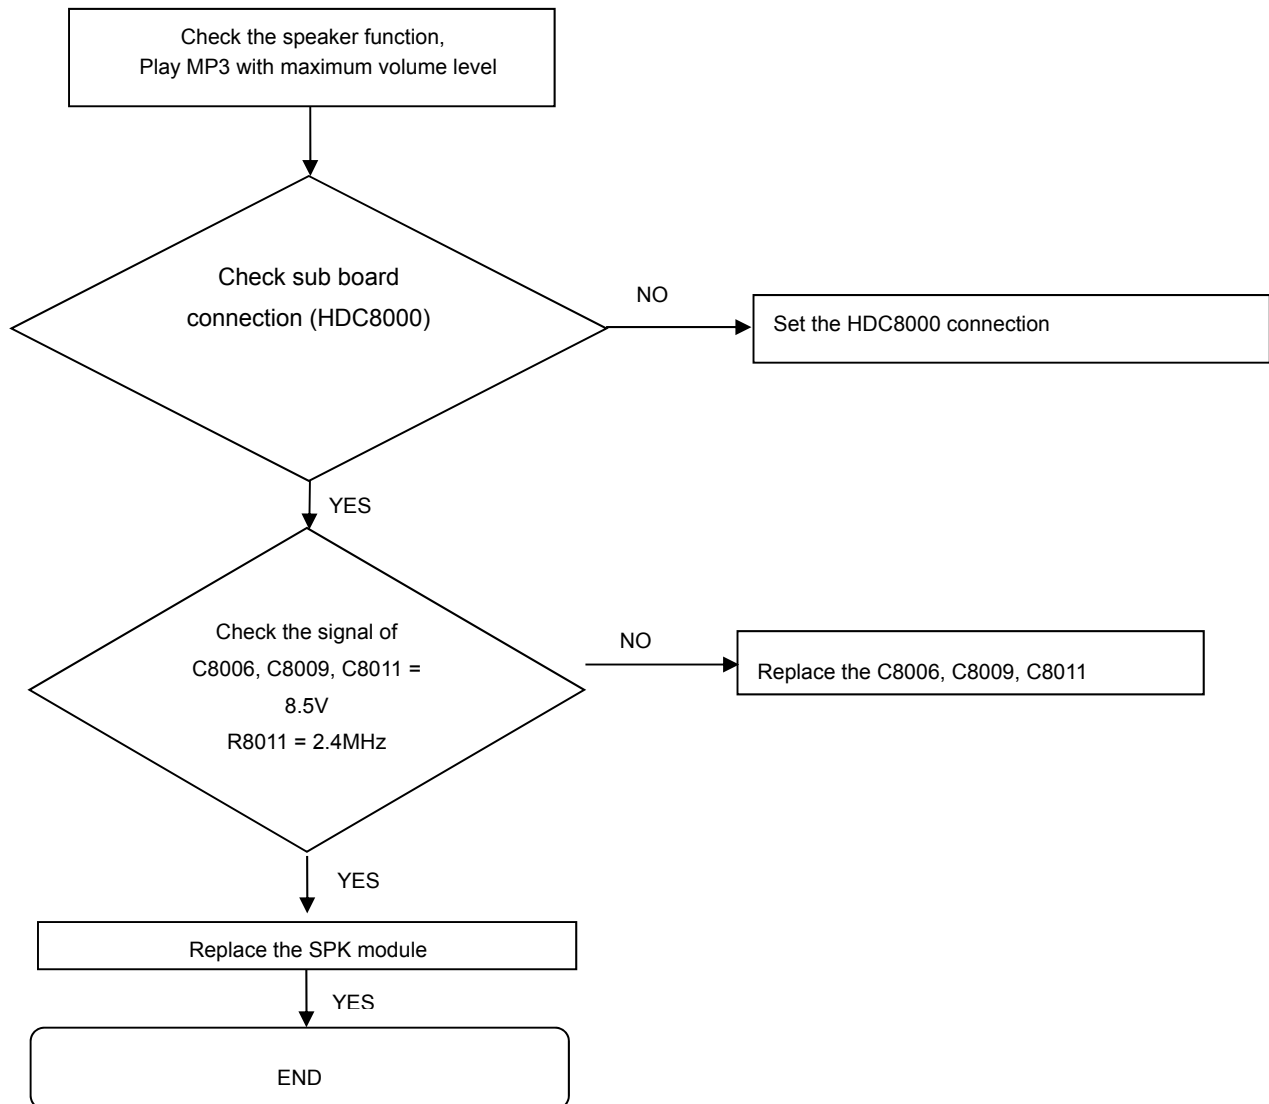 Check the speaker function,
Play MP3 with maximum volume level
Check sub board
connection (HDC8000)
NO
Set the HDC8000 connection
YES
Check the signal of
C8006, C8009, C8011 =
8.5V
R8011 = 2.4MHz
NO
Replace the C8006, C8009, C8011
YES
Replace the SPK module
YES
END